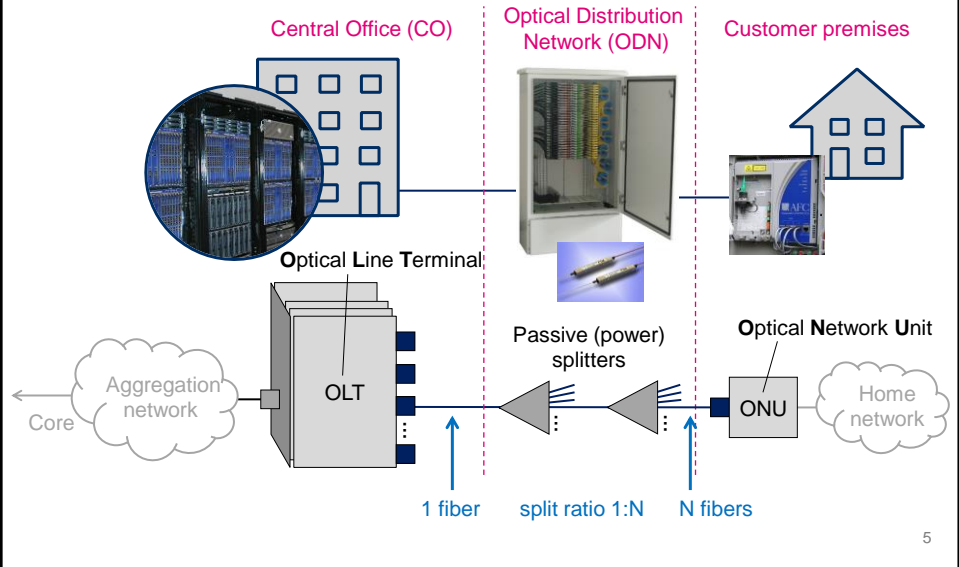 Central Office (CO)
Optical Distribution
Network (ODN)
Customer premises
AFC
Optical Line Terminal
Passive (power)
splitters
Optical Network Unit
Core
Aggregation
network
OLT
⋮
⋮
⋮
ONU
Home
network
1 fiber
split ratio 1:N
N fibers
5